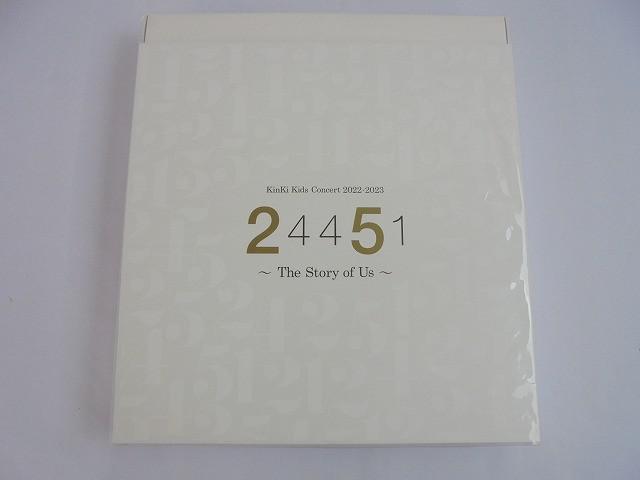 KinKi Kids Concert 2022-2023
24451
～ The Story of Us ～